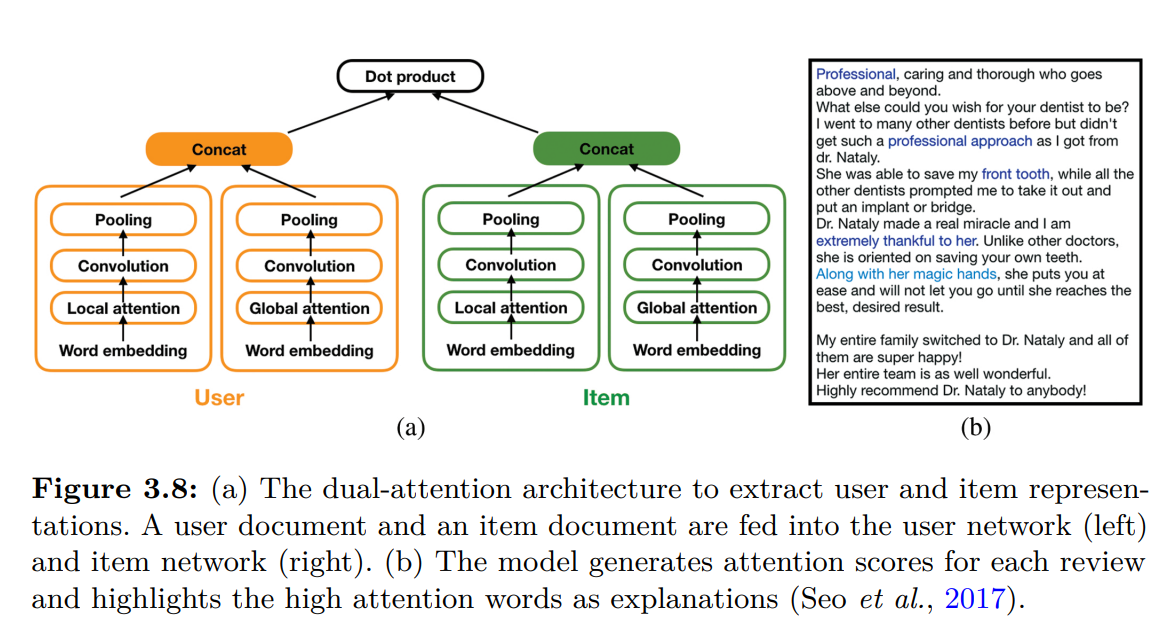 Dot product
Concat
Concat
Pooling
Pooling
Pooling
Pooling
Convolution
Convolution
Convolution
Convolution
Local attention
Global attention
Local attention
Global attention
Word embedding
Word embedding
Word embedding
Word embedding
User
Item
(a)
Professional, caring and thorough who goes
above and beyond.
What else could you wish for your dentist to be?
I went to many other dentists before but didn't
get such a professional approach as I got from
dr. Nataly.
She was able to save my front tooth, while all the
other dentists prompted me to take it out and
put an implant or bridge.
Dr. Nataly made a real miracle and I am
extremely thankful to her. Unlike other doctors,
she is oriented on saving your own teeth.
Along with her magic hands, she puts you at
ease and will not let you go until she reaches the
best, desired result.
My entire family switched to Dr. Nataly and all of
them are super happy!
Her entire team is as well wonderful.
Highly recommend Dr. Nataly to anybody!
(b)
Figure 3.8: (a) The dual-attention architecture to extract user and item represen-
tations. A user document and an item document are fed into the user network (left)
and item network (right). (b) The model generates attention scores for each review
and highlights the high attention words as explanations (Seo et al., 2017).